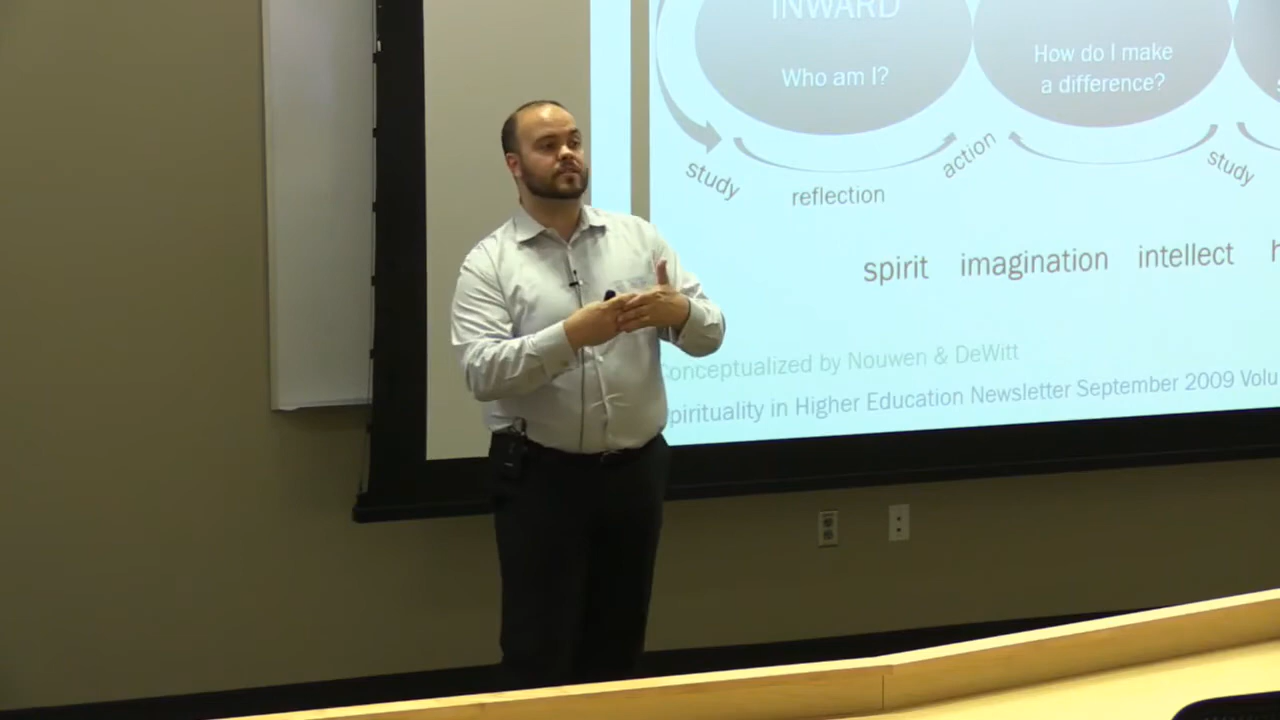 INWARD
Who am I?
How do I make
a difference?
study
reflection
action
study
spirit imagination intellect
Conceptualized by Nouwen & DeWitt
Spirituality in Higher Education Newsletter September 2009 Volu